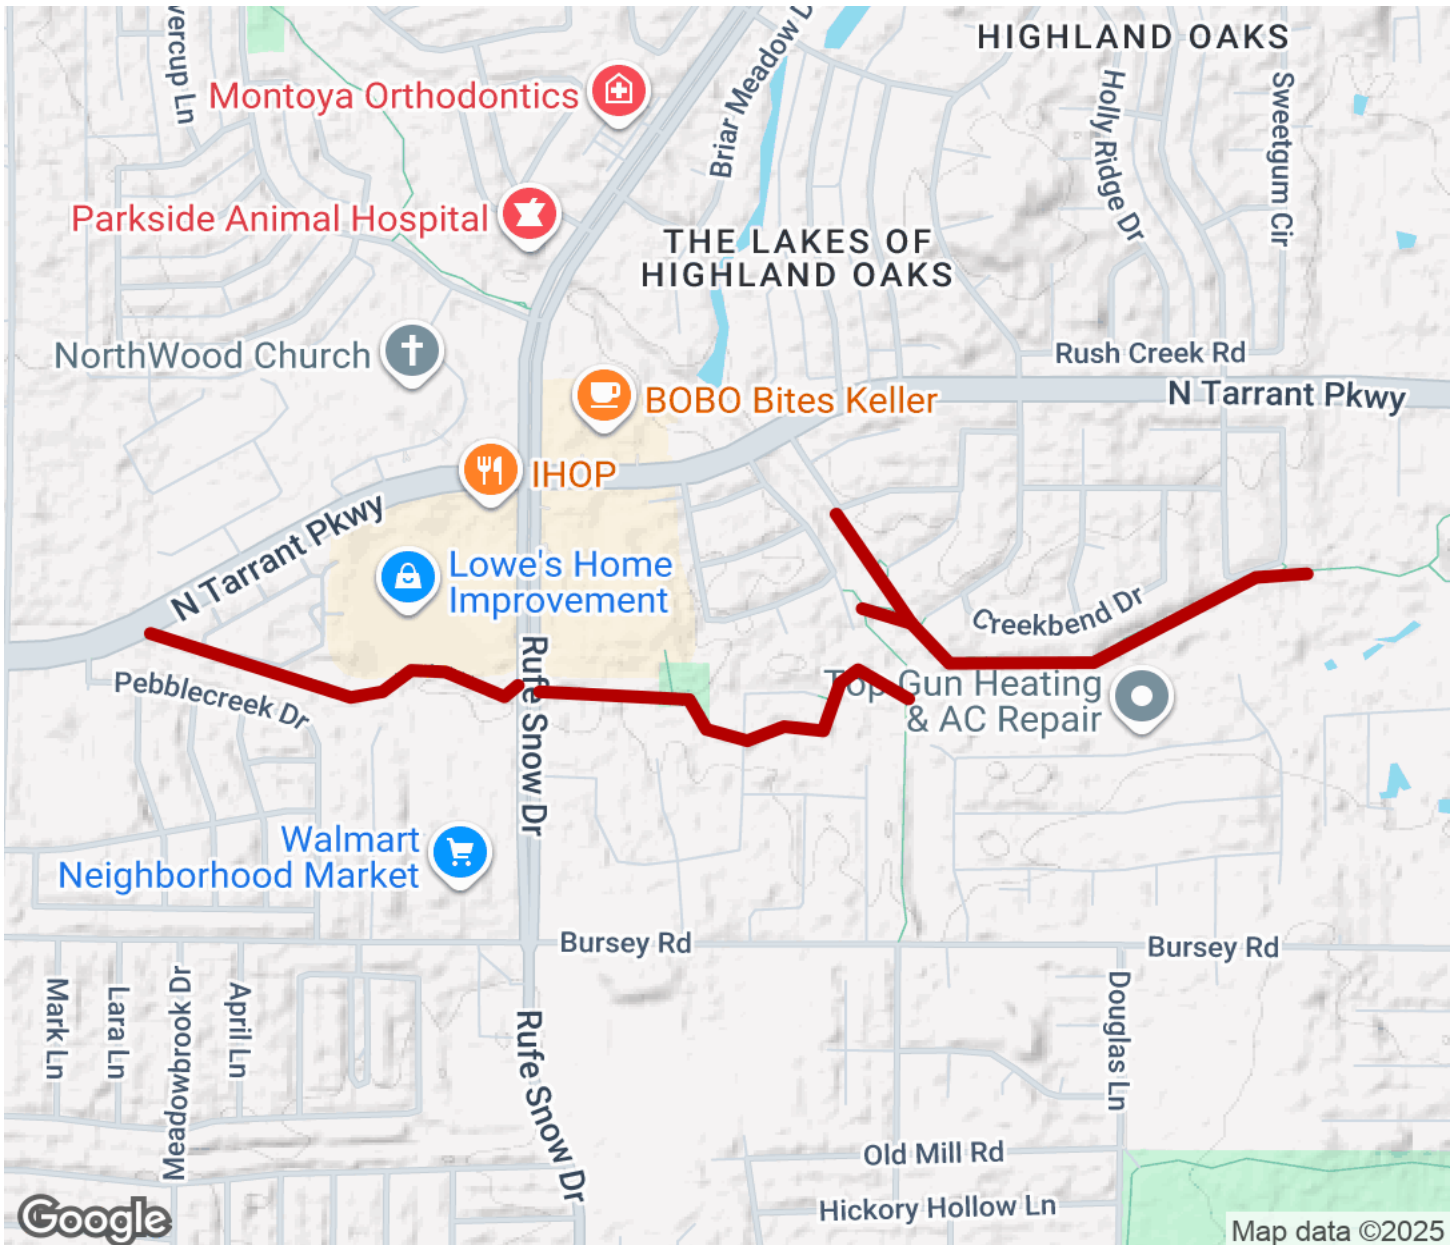 HIGHLAND OAKS
vercup Ln
Montoya Orthodontics
Briar Meadow D
Holly Ridge Dr
Sweetgum Cir
Parkside Animal Hospital
THE LAKES OF
HIGHLAND OAKS
NorthWood Church
Rush Creek Rd
N Tarrant Pkwy
BOBO Bites Keller
IHOP
N Tarrant Pkwy
Lowe's Home
Improvement
Creekbend Dr
Pebblecreek Dr
Rufe Snow Dr
Top Gun Heating
& AC Repair
Walmart
Neighborhood Market
Bursey Rd
Bursey Rd
Mark Ln
Lara Ln
Meadowbrook Dr
April Ln
Rufe Snow Dr
Douglas Ln
Old Mill Rd
Hickory Hollow Ln
Google
Map data ©2025